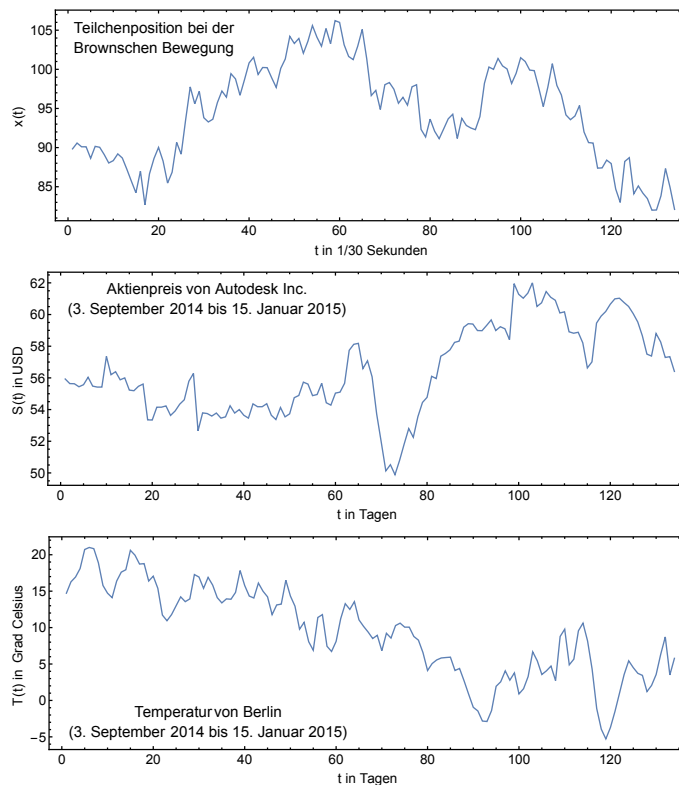 Teilchenposition bei der
Brownschen Bewegung
x(t)
105
100
95
90
85
0 20 40 60 80 100 120
t in 1/30 Sekunden
Aktienpreis von Autodesk Inc.
(3. September 2014 bis 15. Januar 2015)
S(t) in USD
62
60
58
56
54
52
50
0 20 40 60 80 100 120
t in Tagen
T(t) in Grad Celsius
20
15
10
5
0
−5
Temperatur von Berlin
(3. September 2014 bis 15. Januar 2015)
0 20 40 60 80 100 120
t in Tagen